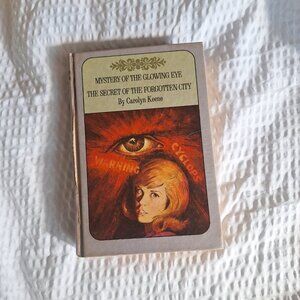 MYSTERY OF THE GLOWING EYE
THE SECRET OF THE FORGOTTEN CITY
By Carolyn Keene
WARNING
CYCLOPS